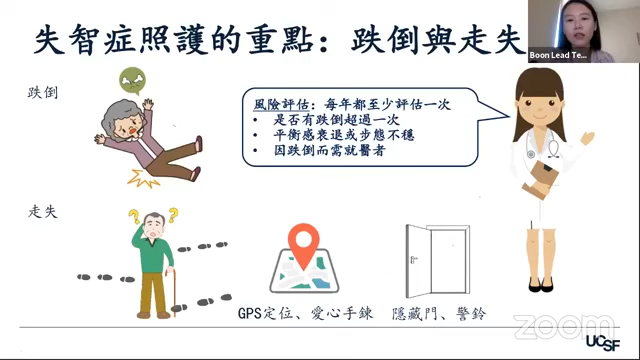 失智症照護的重點：跌倒與走失
Boon Lead Te...
跌倒
風險評估：每年都至少評估一次
• 是否有跌倒超過一次
• 平衡感衰退或步態不穩
• 因跌倒而需就醫者
走失
GPS定位、愛心手鍊
隱藏門、警鈴
zoom
UCSF